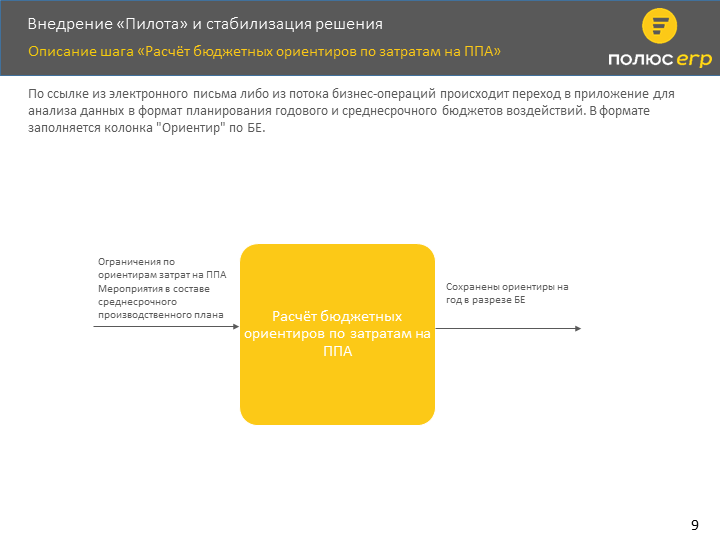 Внедрение «Пилота» и стабилизация решения
Описание шага «Расчёт бюджетных ориентиров по затратам на ППА»
ПОЛЮС erp
По ссылке из электронного письма либо из потока бизнес-операций происходит переход в приложение для
анализа данных в формат планирования годового и среднесрочного бюджетов воздействий. В формате
заполняется колонка "Ориентир" по БЕ.
Ограничения по
ориентирам затрат на ППА
Мероприятия в составе
среднесрочного
производственного плана
Расчёт бюджетных
ориентиров по затратам на
ППА
Сохранены ориентиры на
год в разрезе БЕ
9